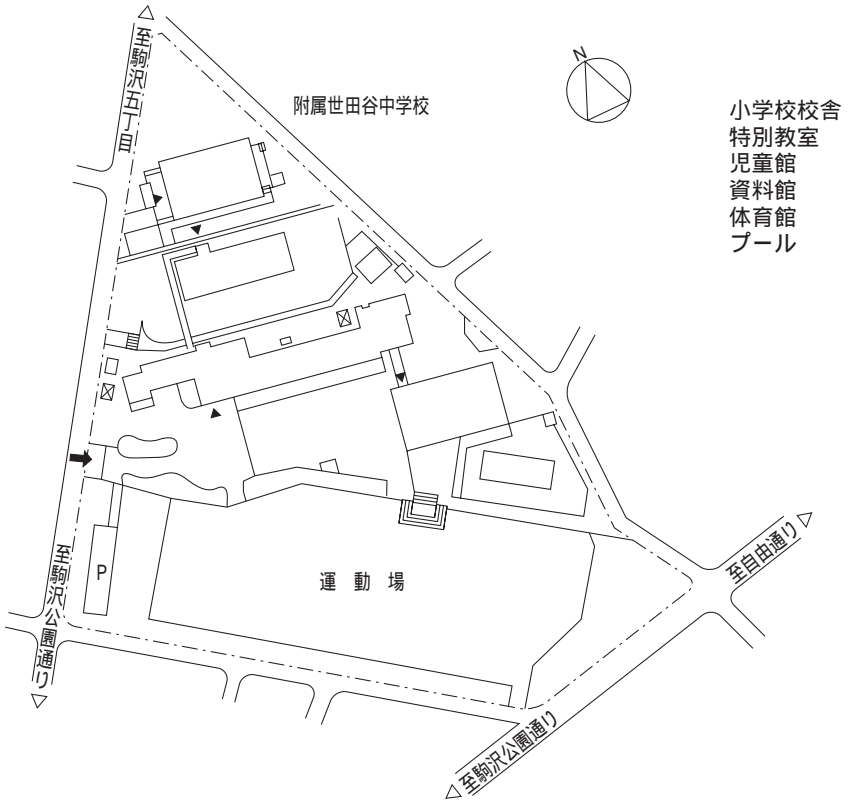 至駒沢五丁目
附属世田谷中学校
N
小学校校舎
特別教室
児童館
資料館
体育館
プール
至自由通り
P
運動場
至駒沢公園通り
至駒沢公園通り